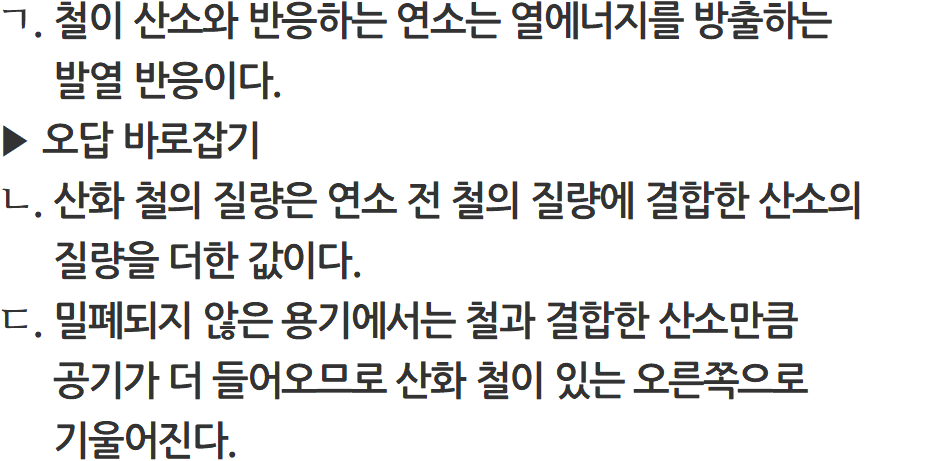 ㄱ. 철이 산소와 반응하는 연소는 열에너지를 방출하는
발열 반응이다.
▶ 오답 바로잡기
ㄴ. 산화 철의 질량은 연소 전 철의 질량에 결합한 산소의
질량을 더한 값이다.
ㄷ. 밀폐되지 않은 용기에서는 철과 결합한 산소만큼
공기가 더 들어오므로 산화 철이 있는 오른쪽으로
기울어진다.